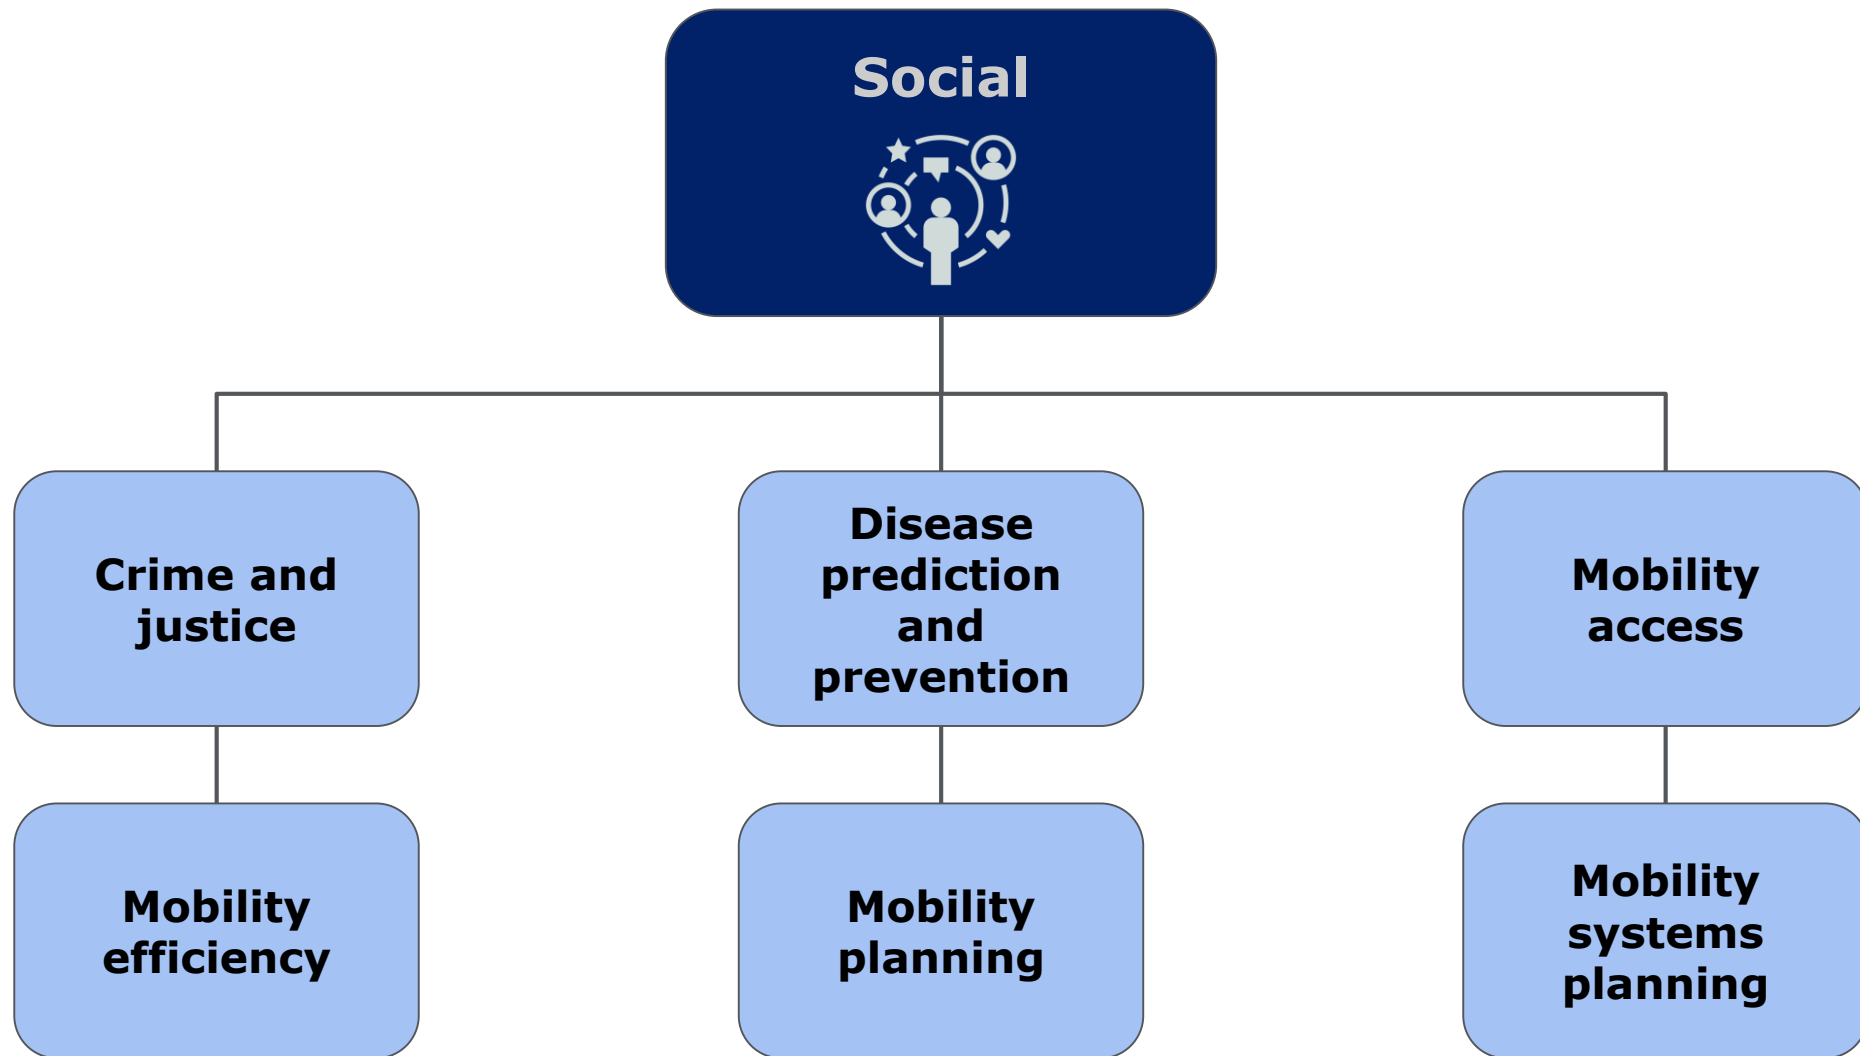 Social
Crime and
justice
Disease
prediction
and
prevention
Mobility
access
Mobility
efficiency
Mobility
planning
Mobility
systems
planning